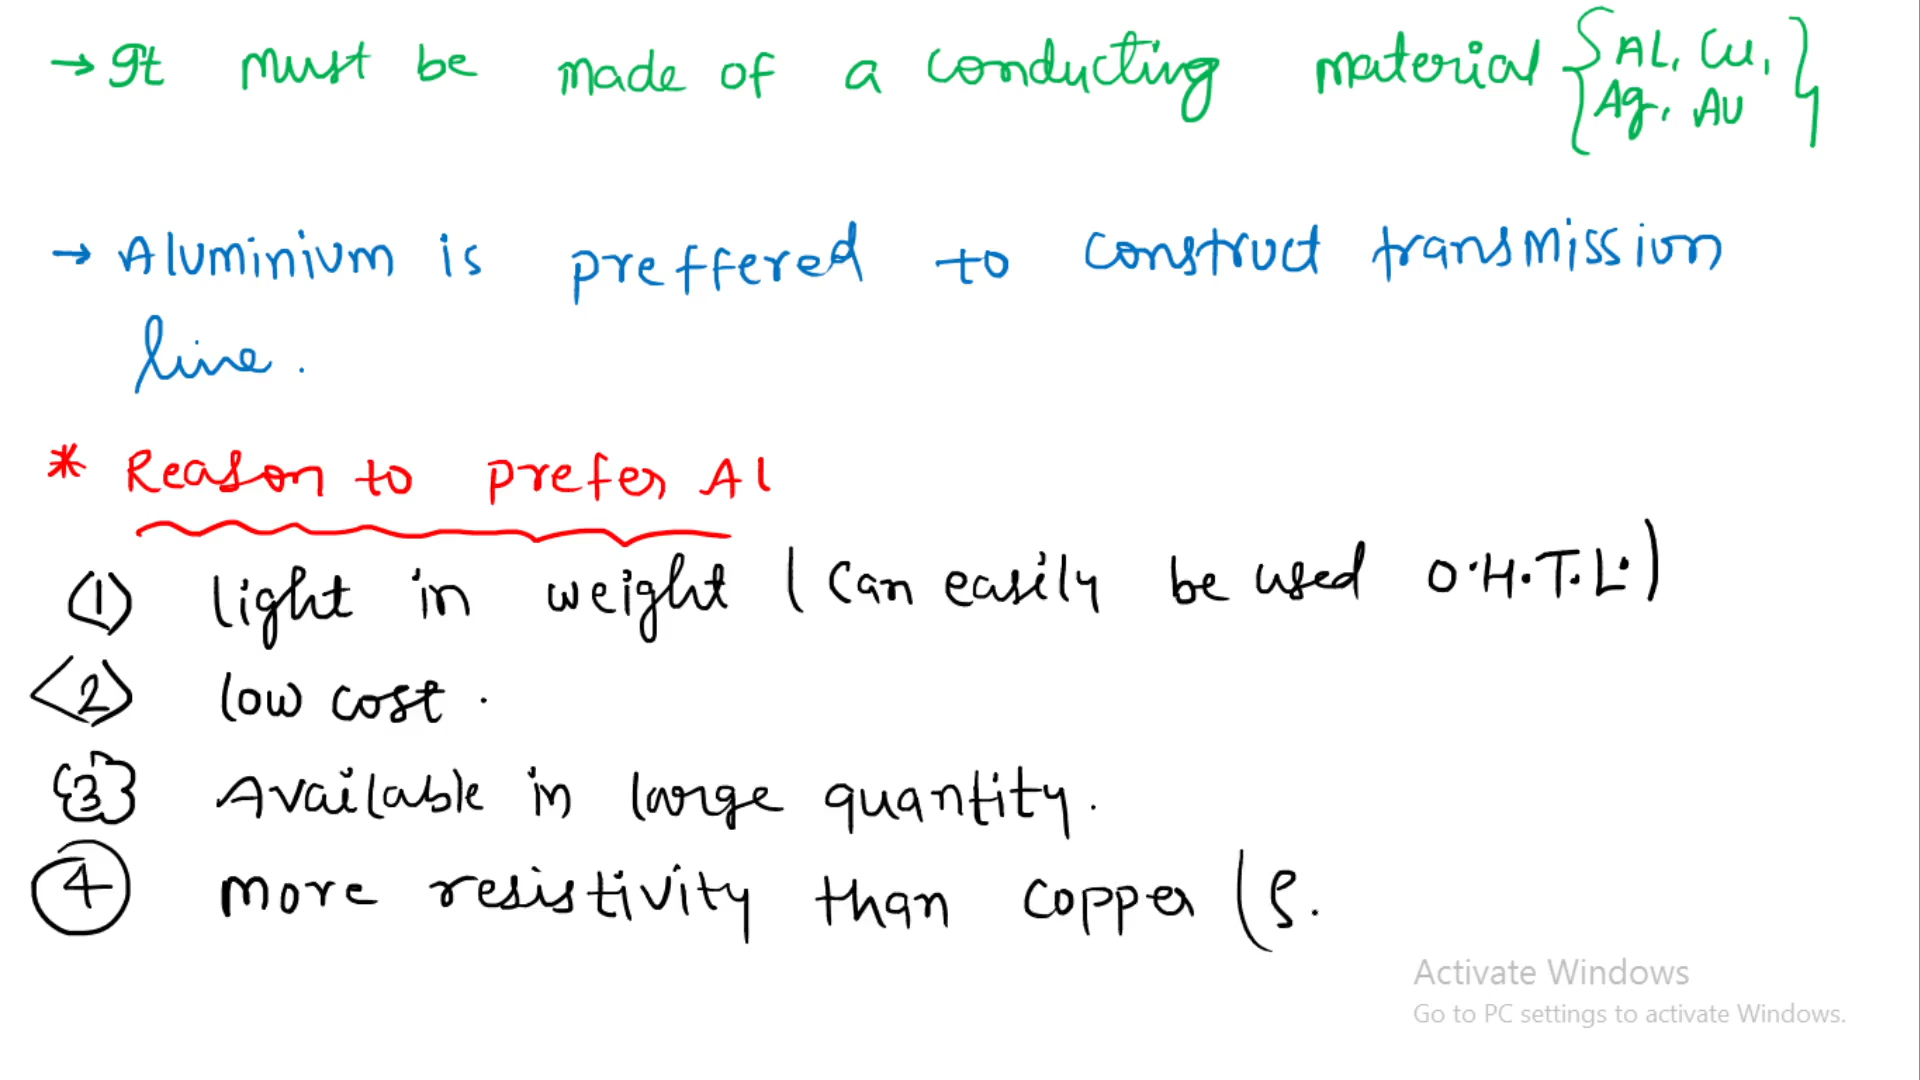 → It must be made of a conducting material {AL, Cu,
Ag, Au}
→ Aluminium is preffered to construct transmission
line.
* Reason to prefer Al
<1> light in weight (can easily be used O.H.T.L.)
<2> low cost.
{3} Available in large quantity.
4 more resistivity than copper (ρ.
Activate Windows
Go to PC settings to activate Windows.